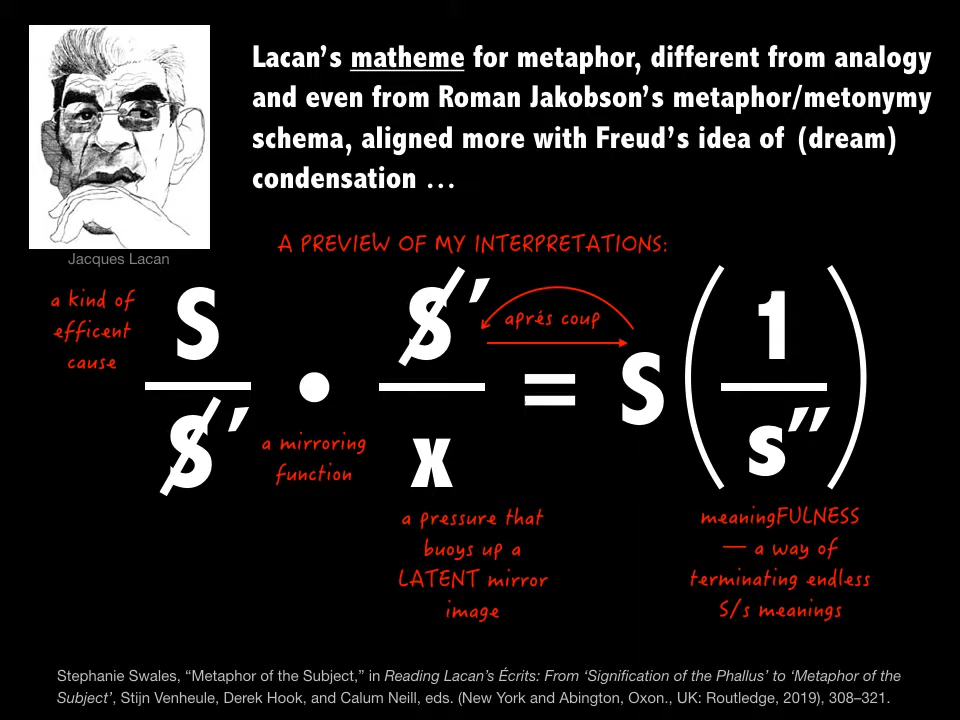 Lacan's matheme for metaphor, different from analogy
and even from Roman Jakobson's metaphor/metonymy
schema, aligned more with Freud's idea of (dream)
condensation …
Jacques Lacan
A PREVIEW OF MY INTERPRETATIONS:
a kind of
efficent
cause
S
S̸′
•
a mirroring
function
S̸′
x
aprés coup
=
S
(1
s″)
a pressure that
buoys up a
LATENT mirror
image
meaningFULNESS
— a way of
terminating endless
S/s meanings
Stephanie Swales, “Metaphor of the Subject,” in Reading Lacan’s Écrits: From ‘Signification of the Phallus’ to ‘Metaphor of the
Subject’, Stijn Venheule, Derek Hook, and Calum Neill, eds. (New York and Abington, Oxon., UK: Routledge, 2019), 308–321.